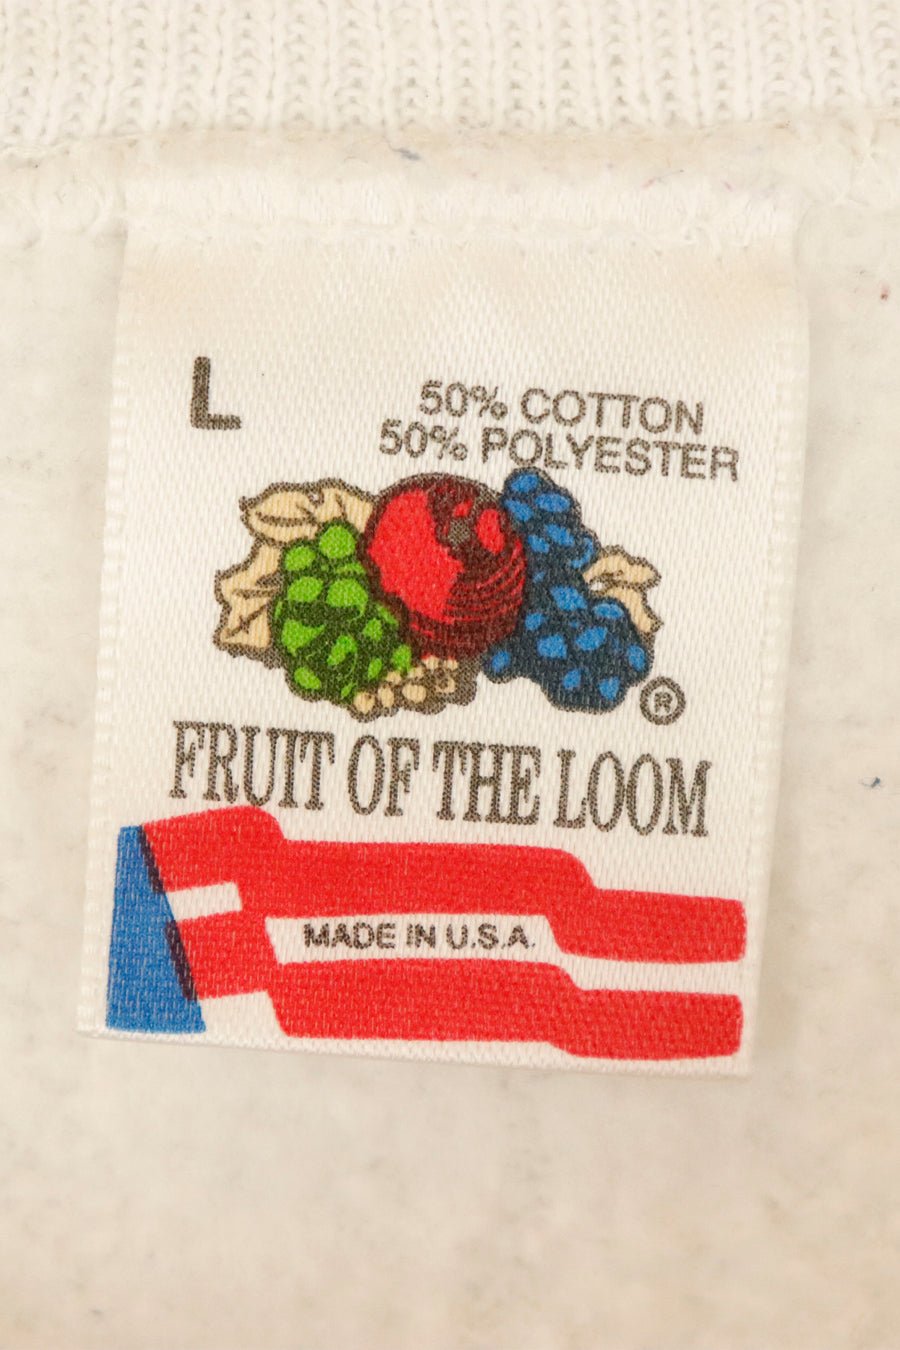 L
50% COTTON
50% POLYESTER
®
FRUIT OF THE LOOM
MADE IN U.S.A.